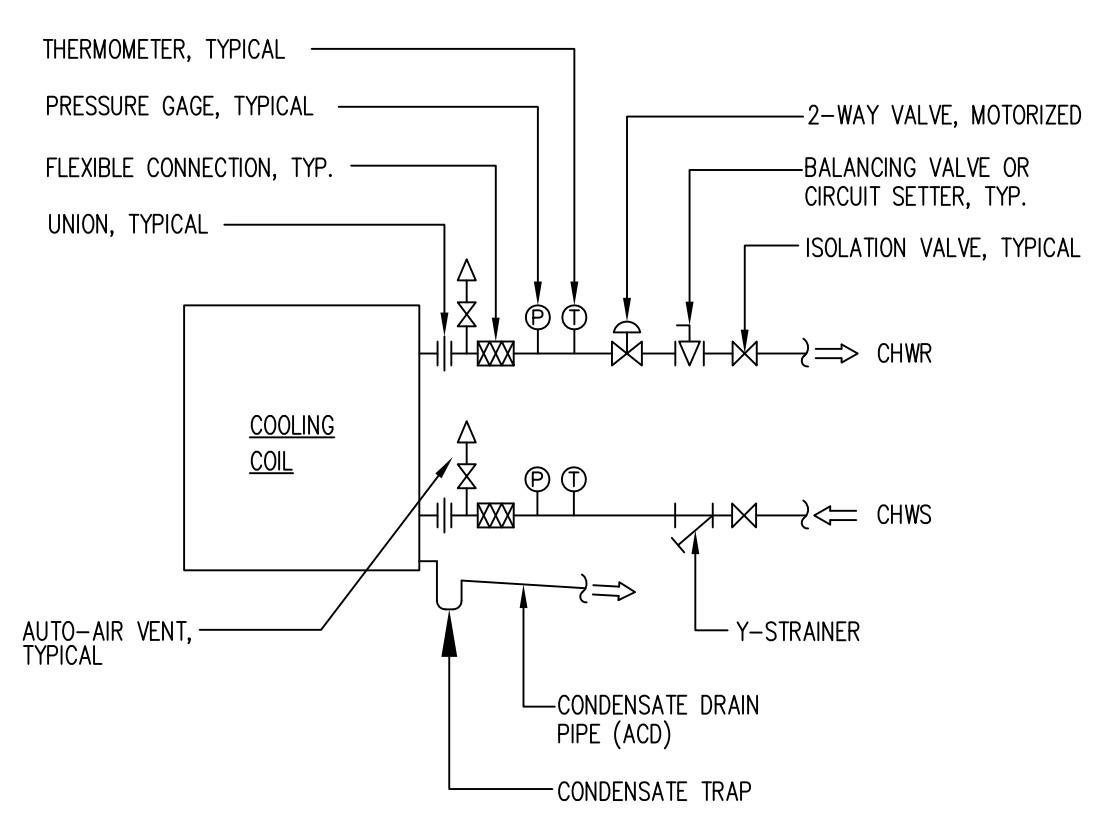 THERMOMETER, TYPICAL
PRESSURE GAGE, TYPICAL
FLEXIBLE CONNECTION, TYP.
UNION, TYPICAL
2-WAY VALVE, MOTORIZED
BALANCING VALVE OR
CIRCUIT SETTER, TYP.
ISOLATION VALVE, TYPICAL
P
T
CHWR
COOLING
COIL
P
T
CHWS
AUTO-AIR VENT,
TYPICAL
Y-STRAINER
CONDENSATE DRAIN
PIPE (ACD)
CONDENSATE TRAP